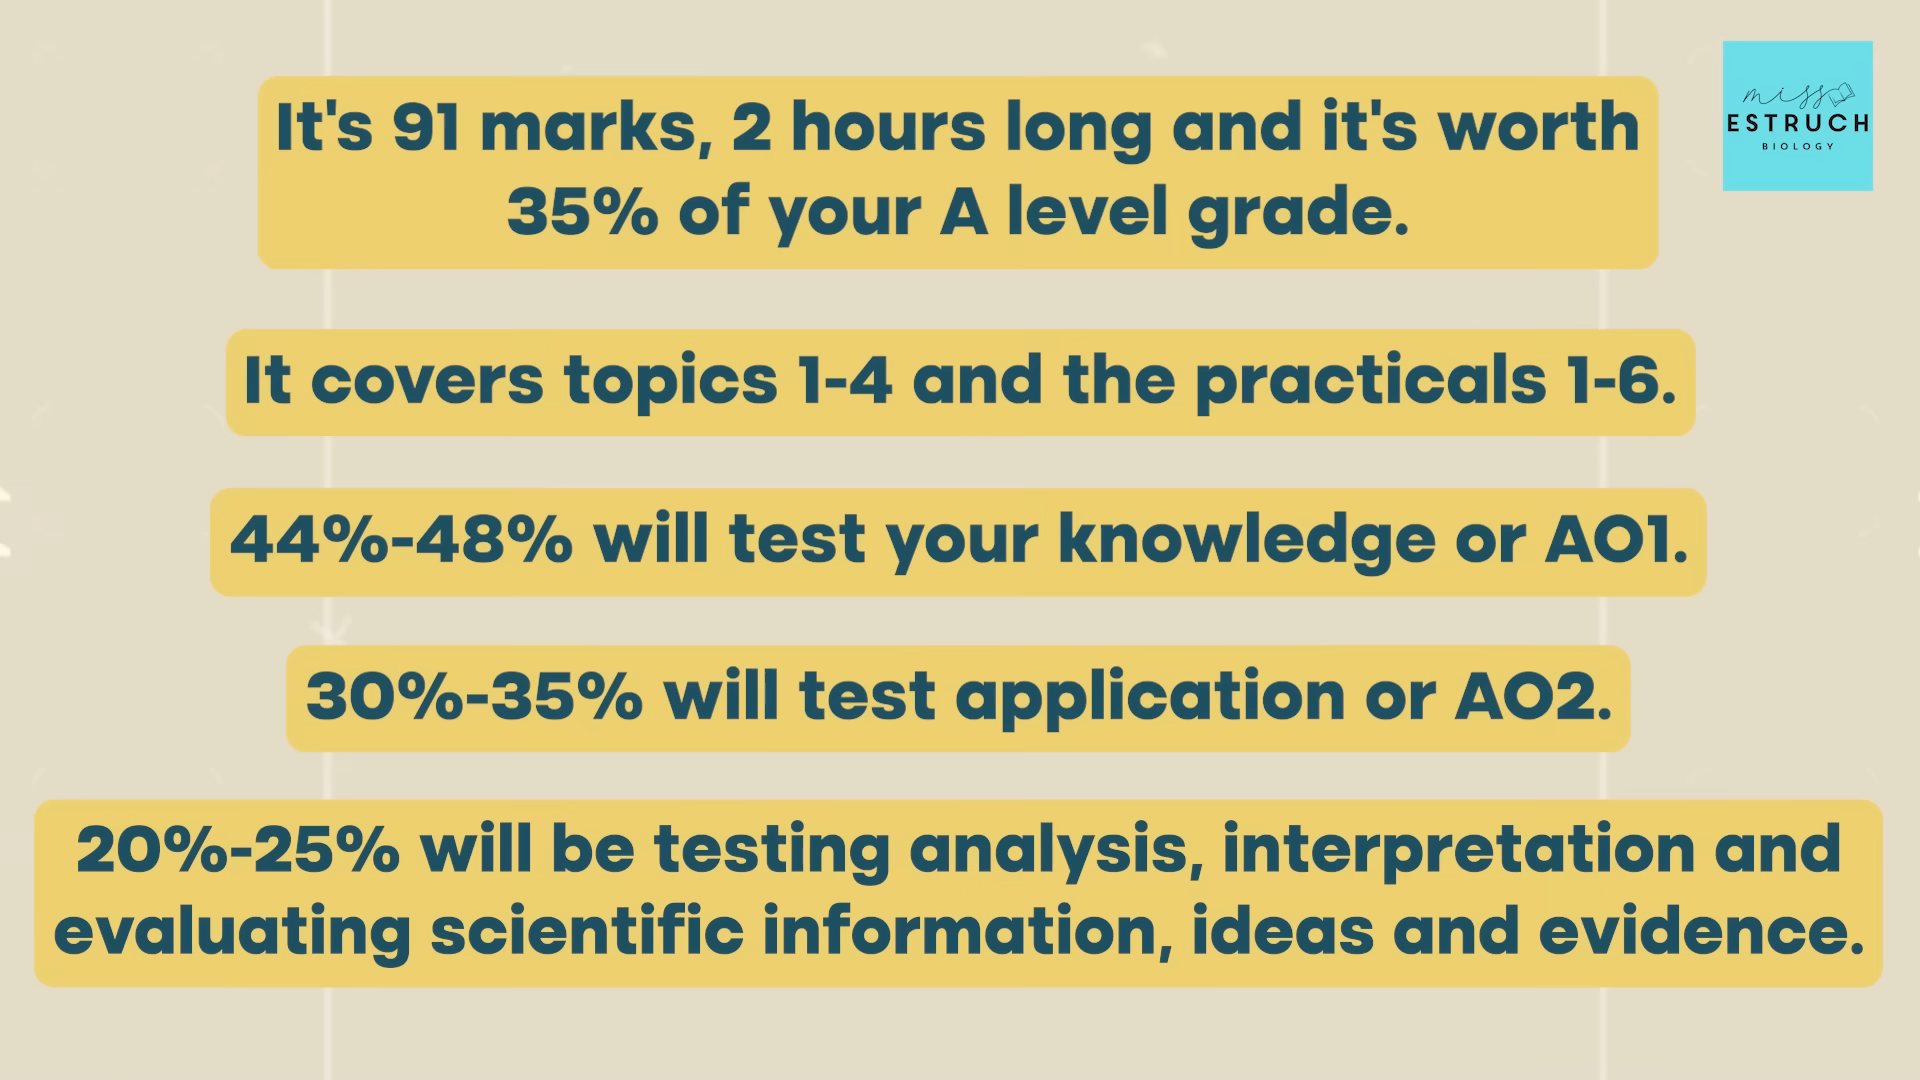 It's 91 marks, 2 hours long and it's worth
35% of your A level grade.
miss
ESTRUCH
BIOLOGY
It covers topics 1-4 and the practicals 1-6.
44%-48% will test your knowledge or AO1.
30%-35% will test application or AO2.
20%-25% will be testing analysis, interpretation and
evaluating scientific information, ideas and evidence.